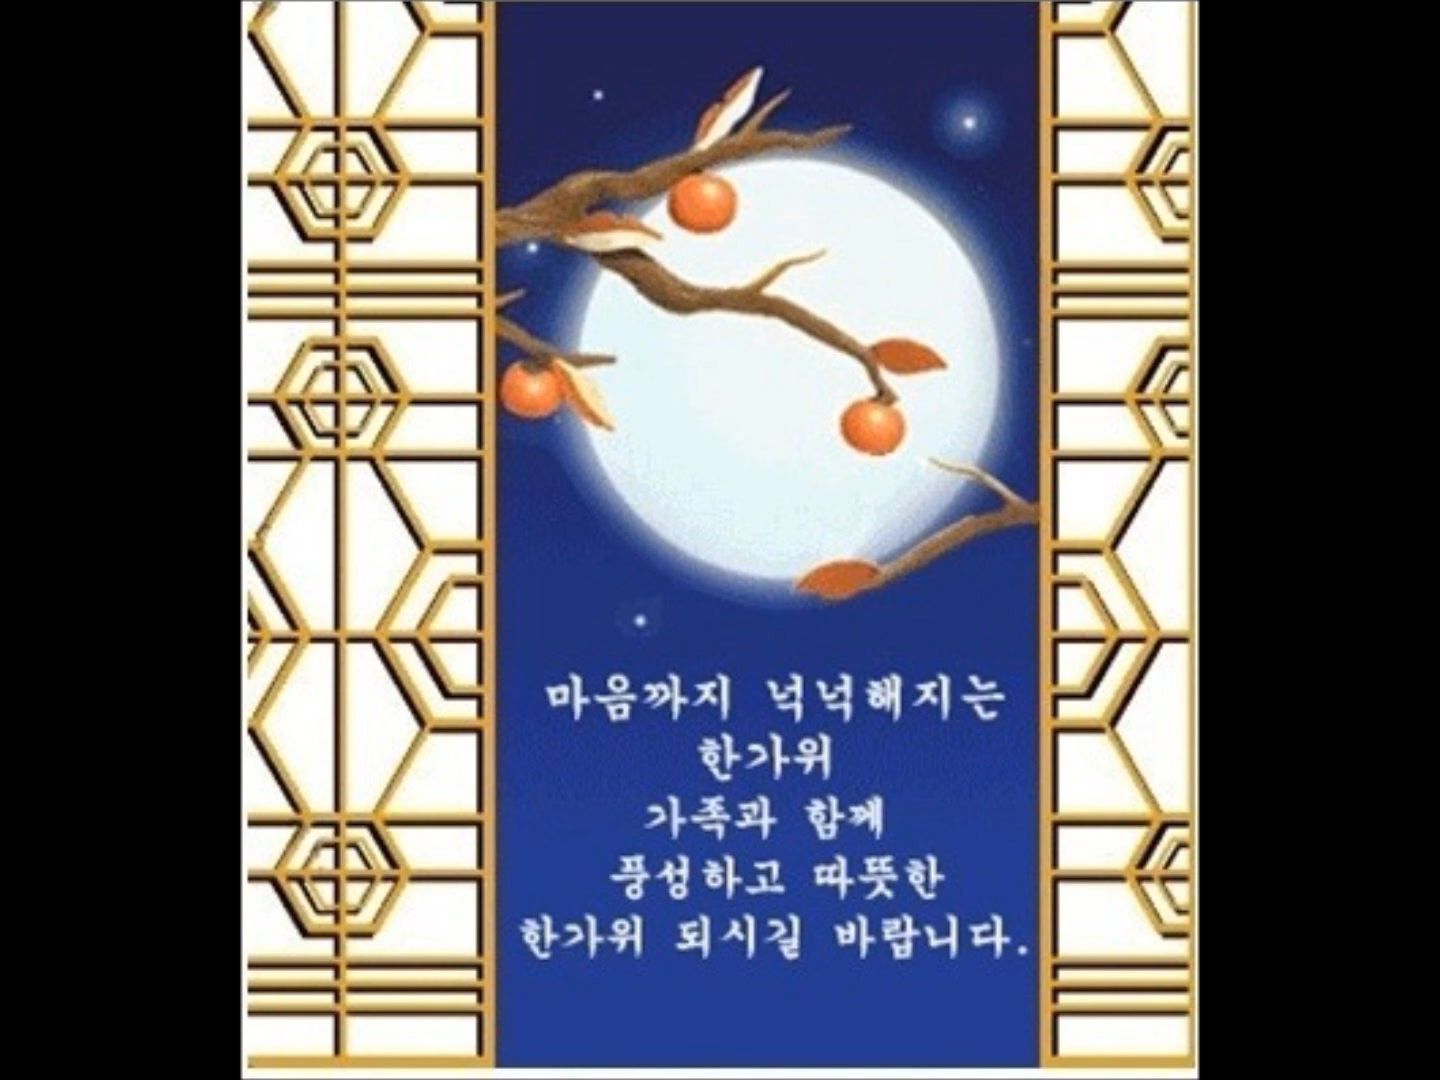 마음까지 넉넉해지는
한가위
가족과 함께
풍성하고 따뜻한
한가위 되시길 바랍니다.